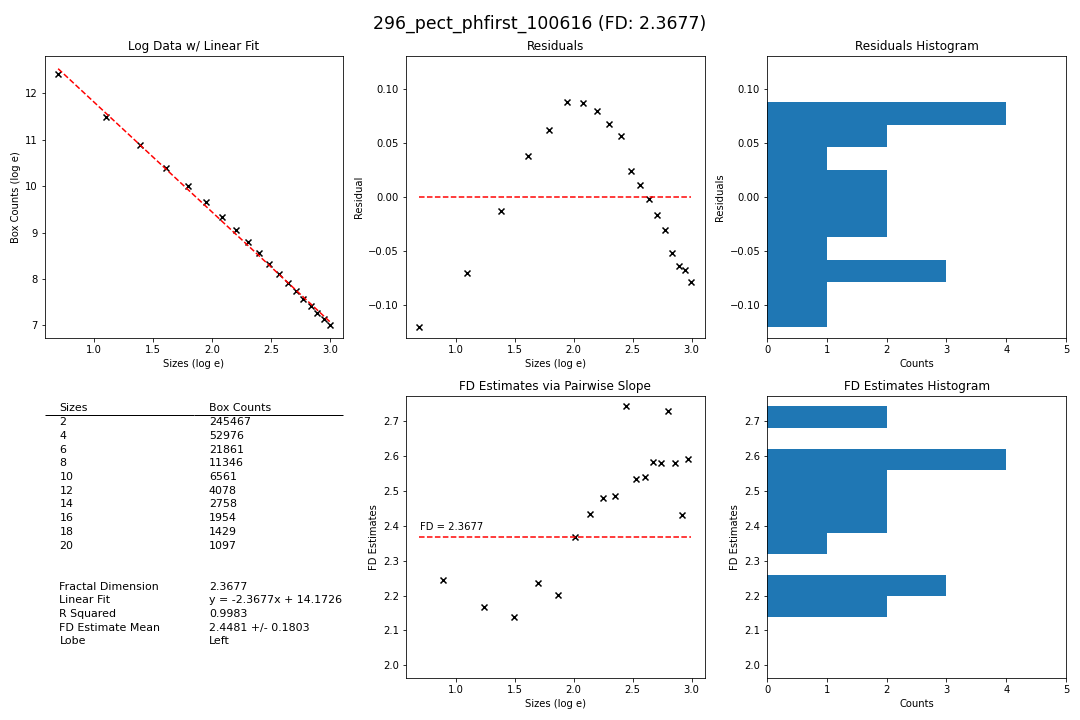 296_pect_phfirst_100616 (FD: 2.3677)
Log Data w/ Linear Fit
Box Counts (log e)
12
11
10
9
8
7
1.0 1.5 2.0 2.5 3.0
Sizes (log e)
Residuals
Residual
0.10
0.05
0.00
−0.05
−0.10
1.0 1.5 2.0 2.5 3.0
Sizes (log e)
Residuals Histogram
Residuals
0.10
0.05
0.00
−0.05
−0.10
0 1 2 3 4 5
Counts
Sizes Box Counts
2 245467
4 52976
6 21861
8 11346
10 6561
12 4078
14 2758
16 1954
18 1429
20 1097
Fractal Dimension 2.3677
Linear Fit y = -2.3677x + 14.1726
R Squared 0.9983
FD Estimate Mean 2.4481 +/- 0.1803
Lobe Left
FD Estimates via Pairwise Slope
FD Estimates
2.7
2.6
2.5
2.4
2.3
2.2
2.1
2.0
FD = 2.3677
1.0 1.5 2.0 2.5 3.0
Sizes (log e)
FD Estimates Histogram
FD Estimates
2.7
2.6
2.5
2.4
2.3
2.2
2.1
2.0
0 1 2 3 4 5
Counts